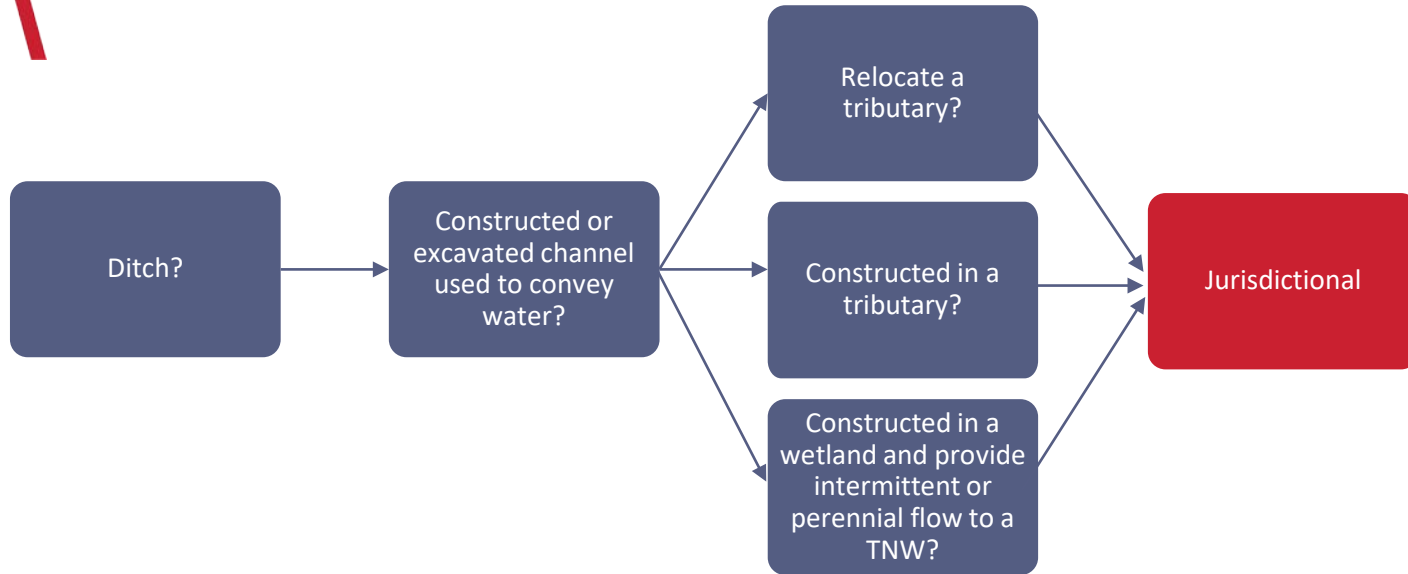 Ditch?
Constructed or
excavated channel
used to convey
water?
Relocate a
tributary?
Constructed in a
tributary?
Constructed in a
wetland and provide
intermittent or
perennial flow to a
TNW?
Jurisdictional